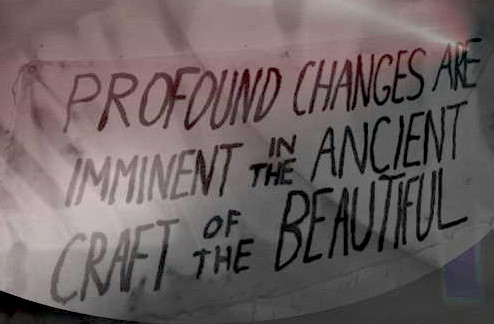 PROFOUND CHANGES ARE
IMMINENT IN THE ANCIENT
CRAFT OF THE BEAUTIFUL